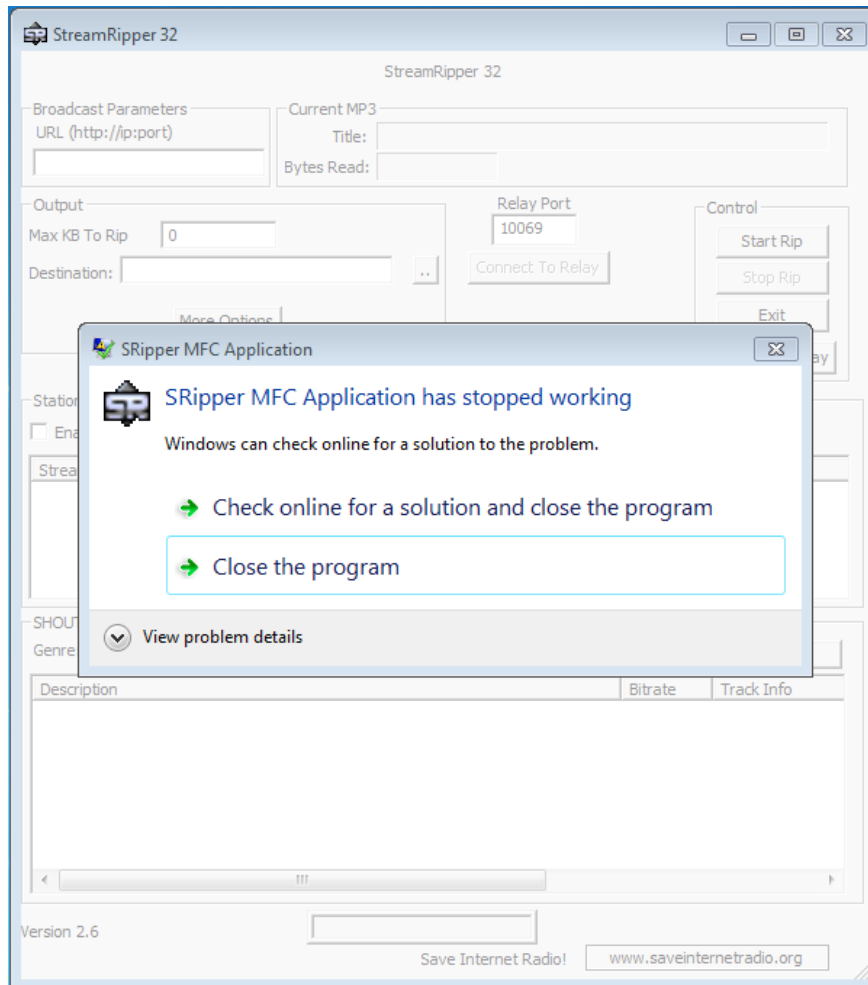 StreamRipper 32
StreamRipper 32
Broadcast Parameters
URL (http://ip:port)
Current MP3
Title:
Bytes Read:
Output
Max KB To Rip 0
Destination: ..
More Options
Relay Port
10069
Connect To Relay
Control
Start Rip
Stop Rip
Exit
SRipper MFC Application
SR
SRipper MFC Application has stopped working
Windows can check online for a solution to the problem.
Check online for a solution and close the program
Close the program
View problem details
Genre
Description Bitrate Track Info
Version 2.6
Save Internet Radio! www.saveinternetradio.org